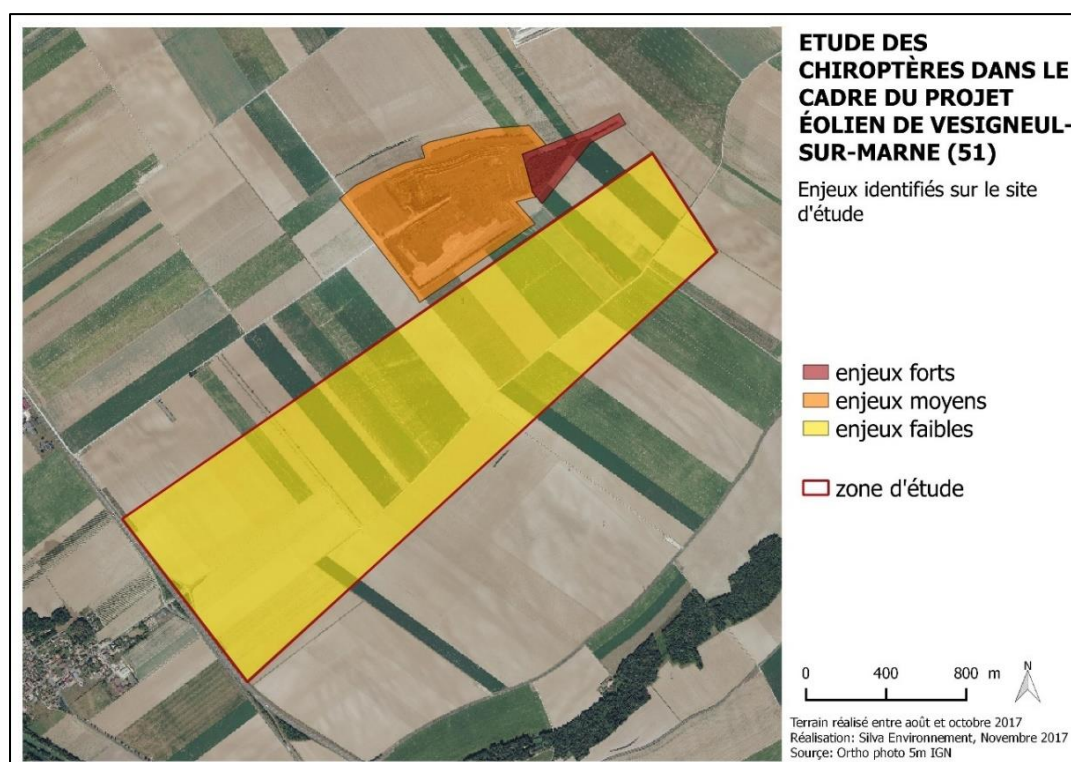 ETUDE DES
CHIROPTÈRES DANS LE
CADRE DU PROJET
ÉOLIEN DE VESIGNEUL-
SUR-MARNE (51)
Enjeux identifiés sur le site
d'étude
enjeux forts
enjeux moyens
enjeux faibles
zone d'étude
0 400 800 m
N
Terrain réalisé entre août et octobre 2017
Réalisation: Silva Environnement, Novembre 2017
Source: Ortho photo 5m IGN